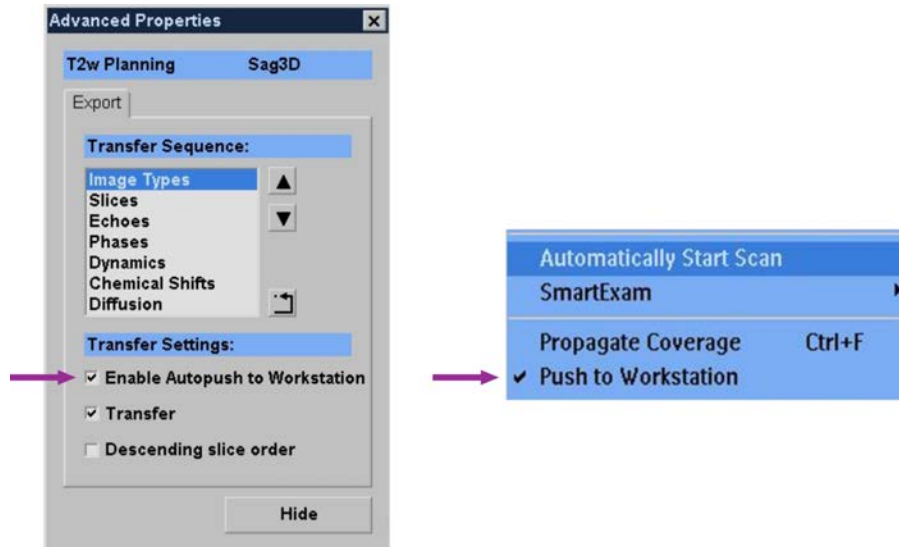 Advanced Properties
T2w Planning Sag3D
Export
Transfer Sequence:
Image Types
Slices
Echoes
Phases
Dynamics
Chemical Shifts
Diffusion
Transfer Settings:
Enable Autopush to Workstation
Transfer
Descending slice order
Hide
Automatically Start Scan
SmartExam
Propagate Coverage Ctrl+F
Push to Workstation